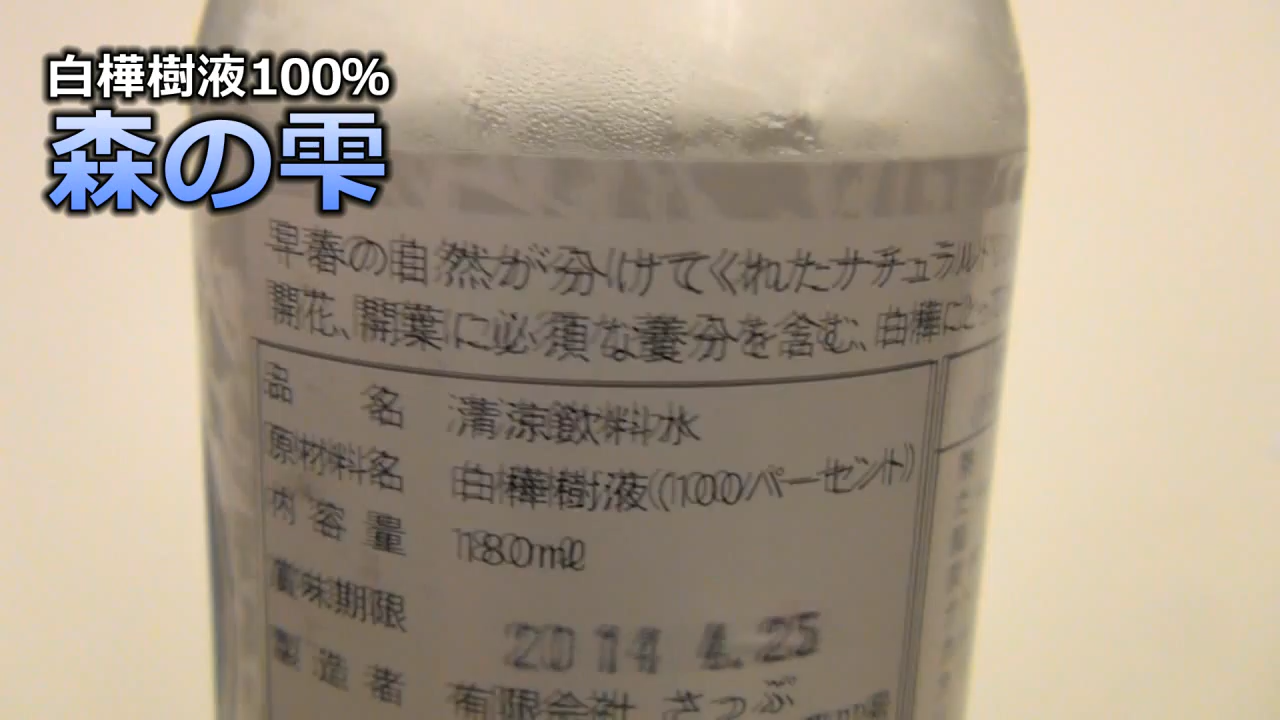 白樺樹液100%
森の雫
早春の自然が分けてくれたナチュラルド
開花、開葉に必須な養分を含む、白樺にとって
品名 清涼飲料水
原材料名 白樺樹液(100パーセント)
内容量 180ml
賞味期限 2014 4.25
製造者 有限会社 さっぷ